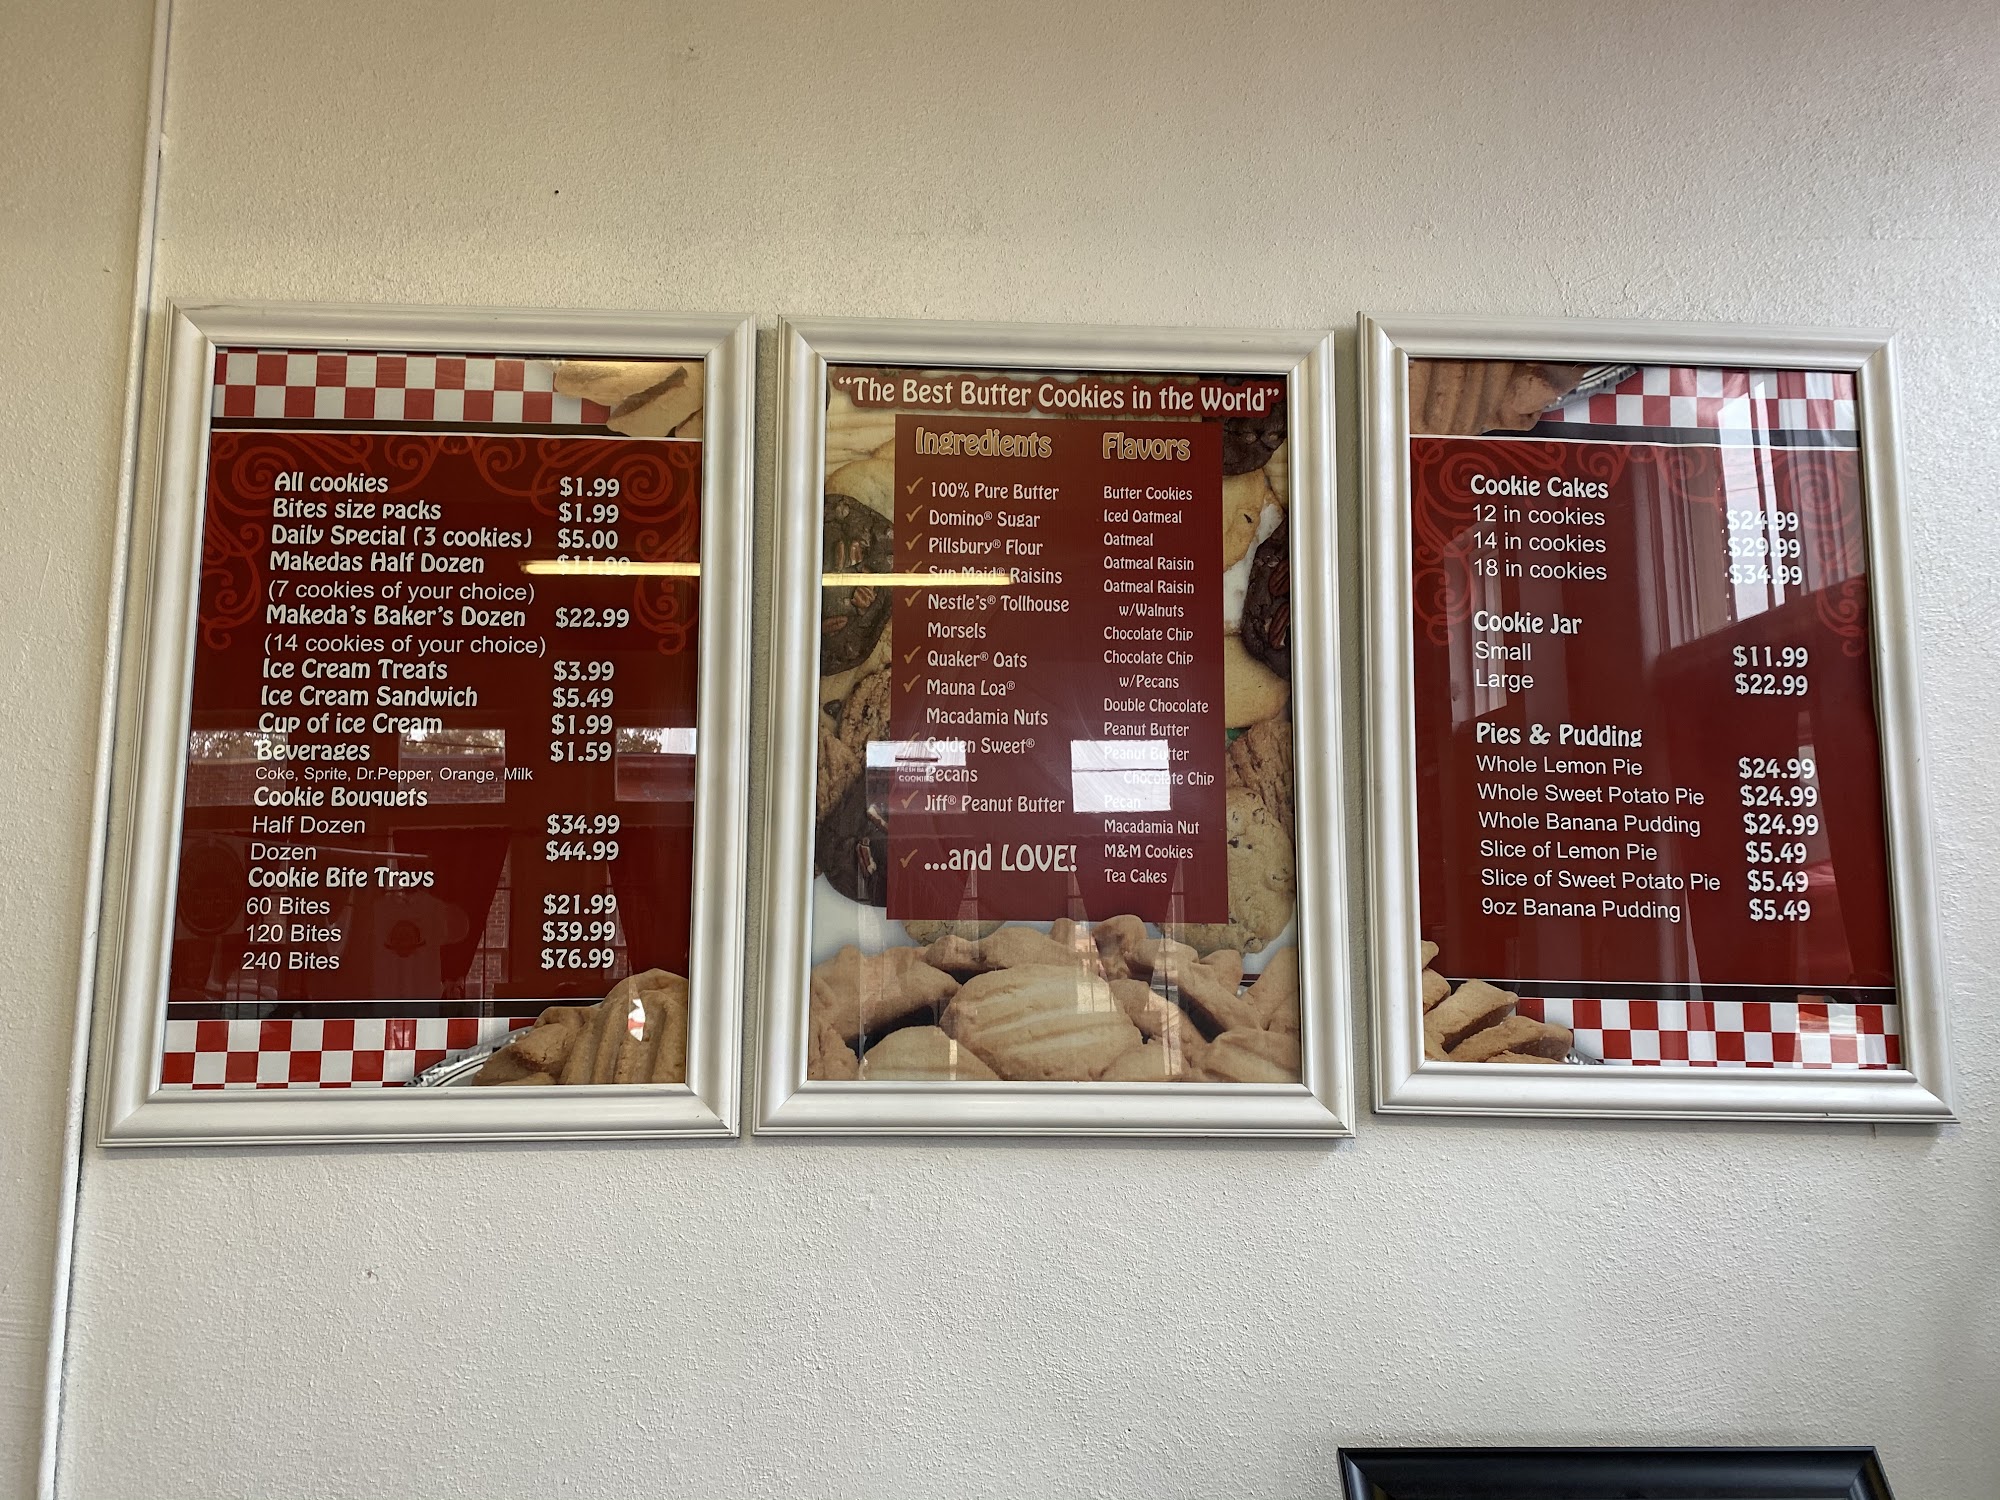 All cookies $1.99
Bites size packs $1.99
Daily Special (3 cookies) $5.00
Makedas Half Dozen $11.99
(7 cookies of your choice)
Makeda's Baker's Dozen $22.99
(14 cookies of your choice)
Ice Cream Treats $3.99
Ice Cream Sandwich $5.49
Cup of ice Cream $1.99
Beverages $1.59
Coke, Sprite, Dr.Pepper, Orange, Milk
Cookie Bouquets
Half Dozen $34.99
Dozen $44.99
Cookie Bite Trays
60 Bites $21.99
120 Bites $39.99
240 Bites $76.99
"The Best Butter Cookies in the World"
Ingredients
100% Pure Butter
Domino® Sugar
Pillsbury® Flour
Sun Maid® Raisins
Nestle's® Tollhouse
Morsels
Quaker® Oats
Mauna Loa®
Macadamia Nuts
Golden Sweet®
Pecans
Jiff® Peanut Butter
...and LOVE!
Flavors
Butter Cookies
Iced Oatmeal
Oatmeal
Oatmeal Raisin
Oatmeal Raisin
w/Walnuts
Chocolate Chip
Chocolate Chip
w/Pecans
Double Chocolate
Peanut Butter
Peanut Butter
Chocolate Chip
Pecan
Macadamia Nut
M&M Cookies
Tea Cakes
Cookie Cakes
12 in cookies $24.99
14 in cookies $29.99
18 in cookies $34.99
Cookie Jar
Small $11.99
Large $22.99
Pies & Pudding
Whole Lemon Pie $24.99
Whole Sweet Potato Pie $24.99
Whole Banana Pudding $24.99
Slice of Lemon Pie $5.49
Slice of Sweet Potato Pie $5.49
9oz Banana Pudding $5.49